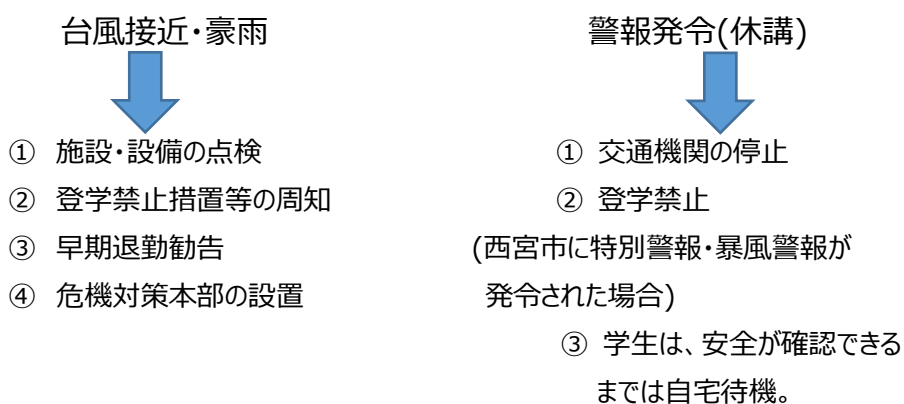 台風接近・豪雨
① 施設・設備の点検
② 登学禁止措置等の周知
③ 早期退勤勧告
④ 危機対策本部の設置
警報発令(休講)
① 交通機関の停止
② 登学禁止
(西宮市に特別警報・暴風警報が
発令された場合)
③ 学生は、安全が確認できる
までは自宅待機。